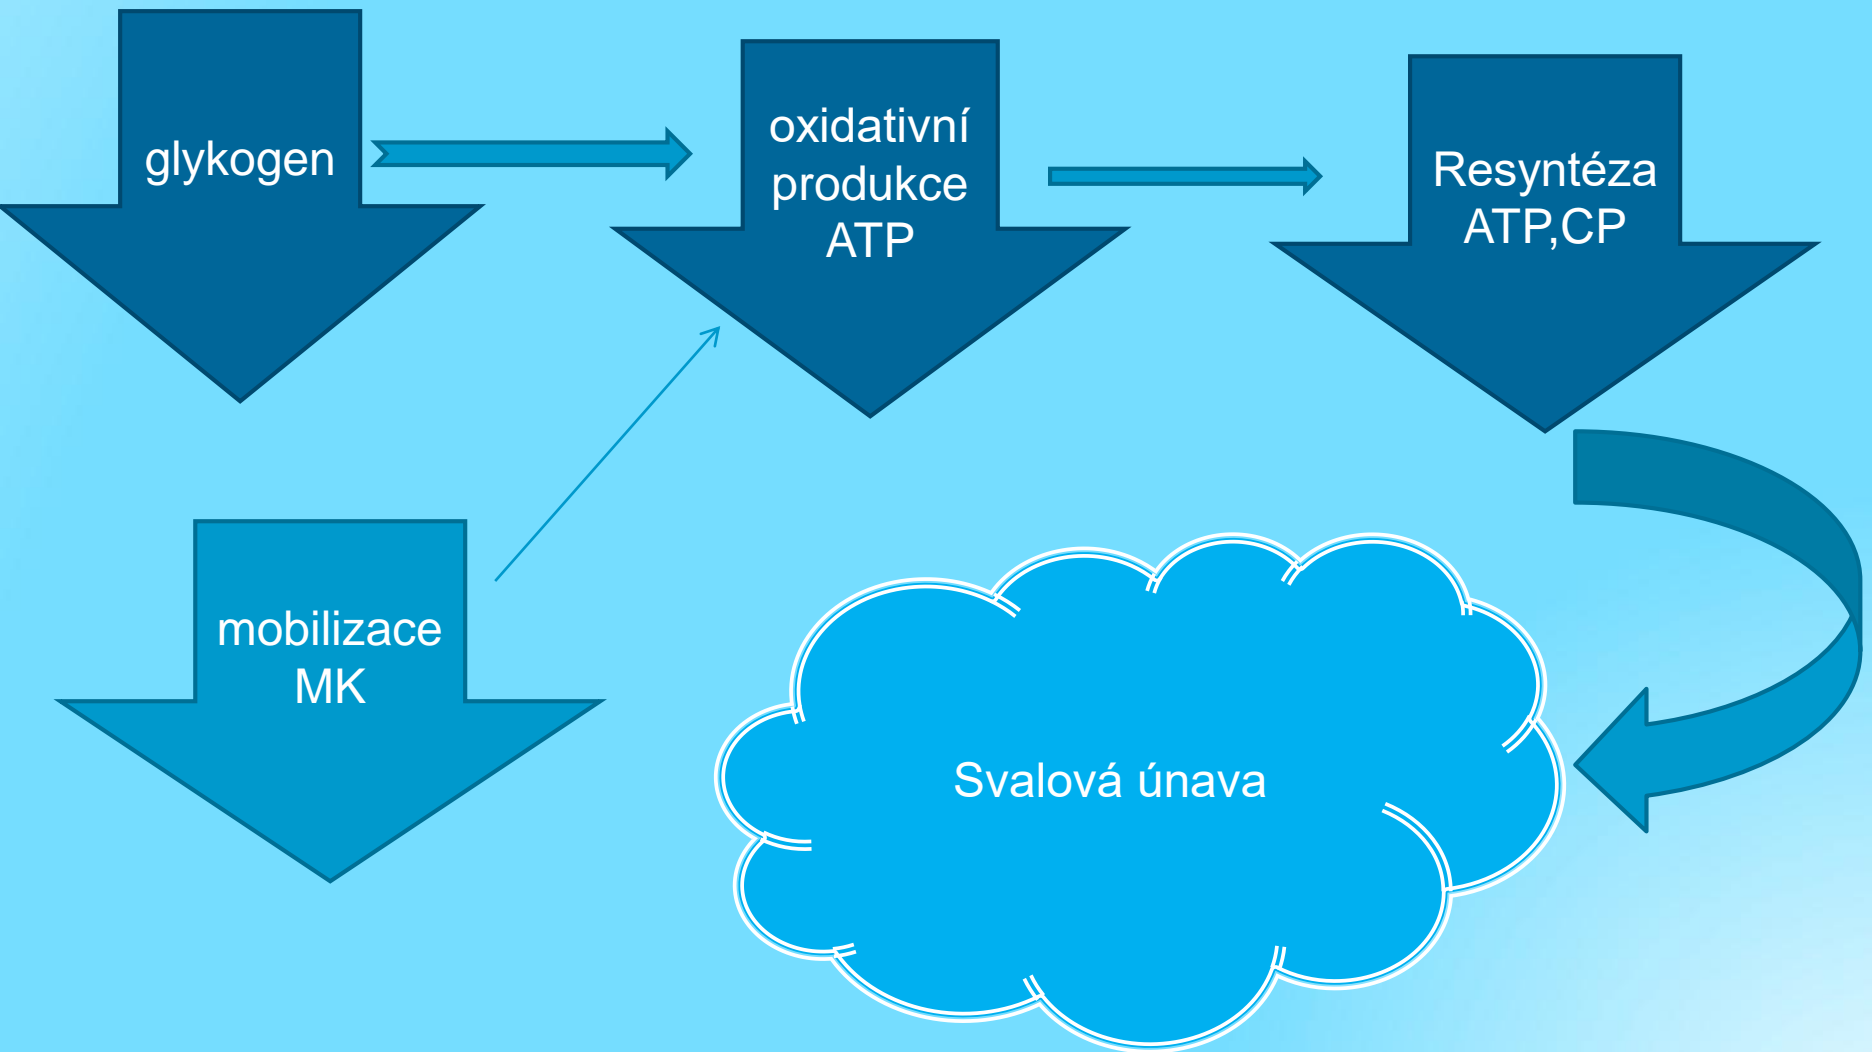 glykogen
oxidativní
produkce
ATP
Resyntéza
ATP,CP
mobilizace
MK
Svalová únava